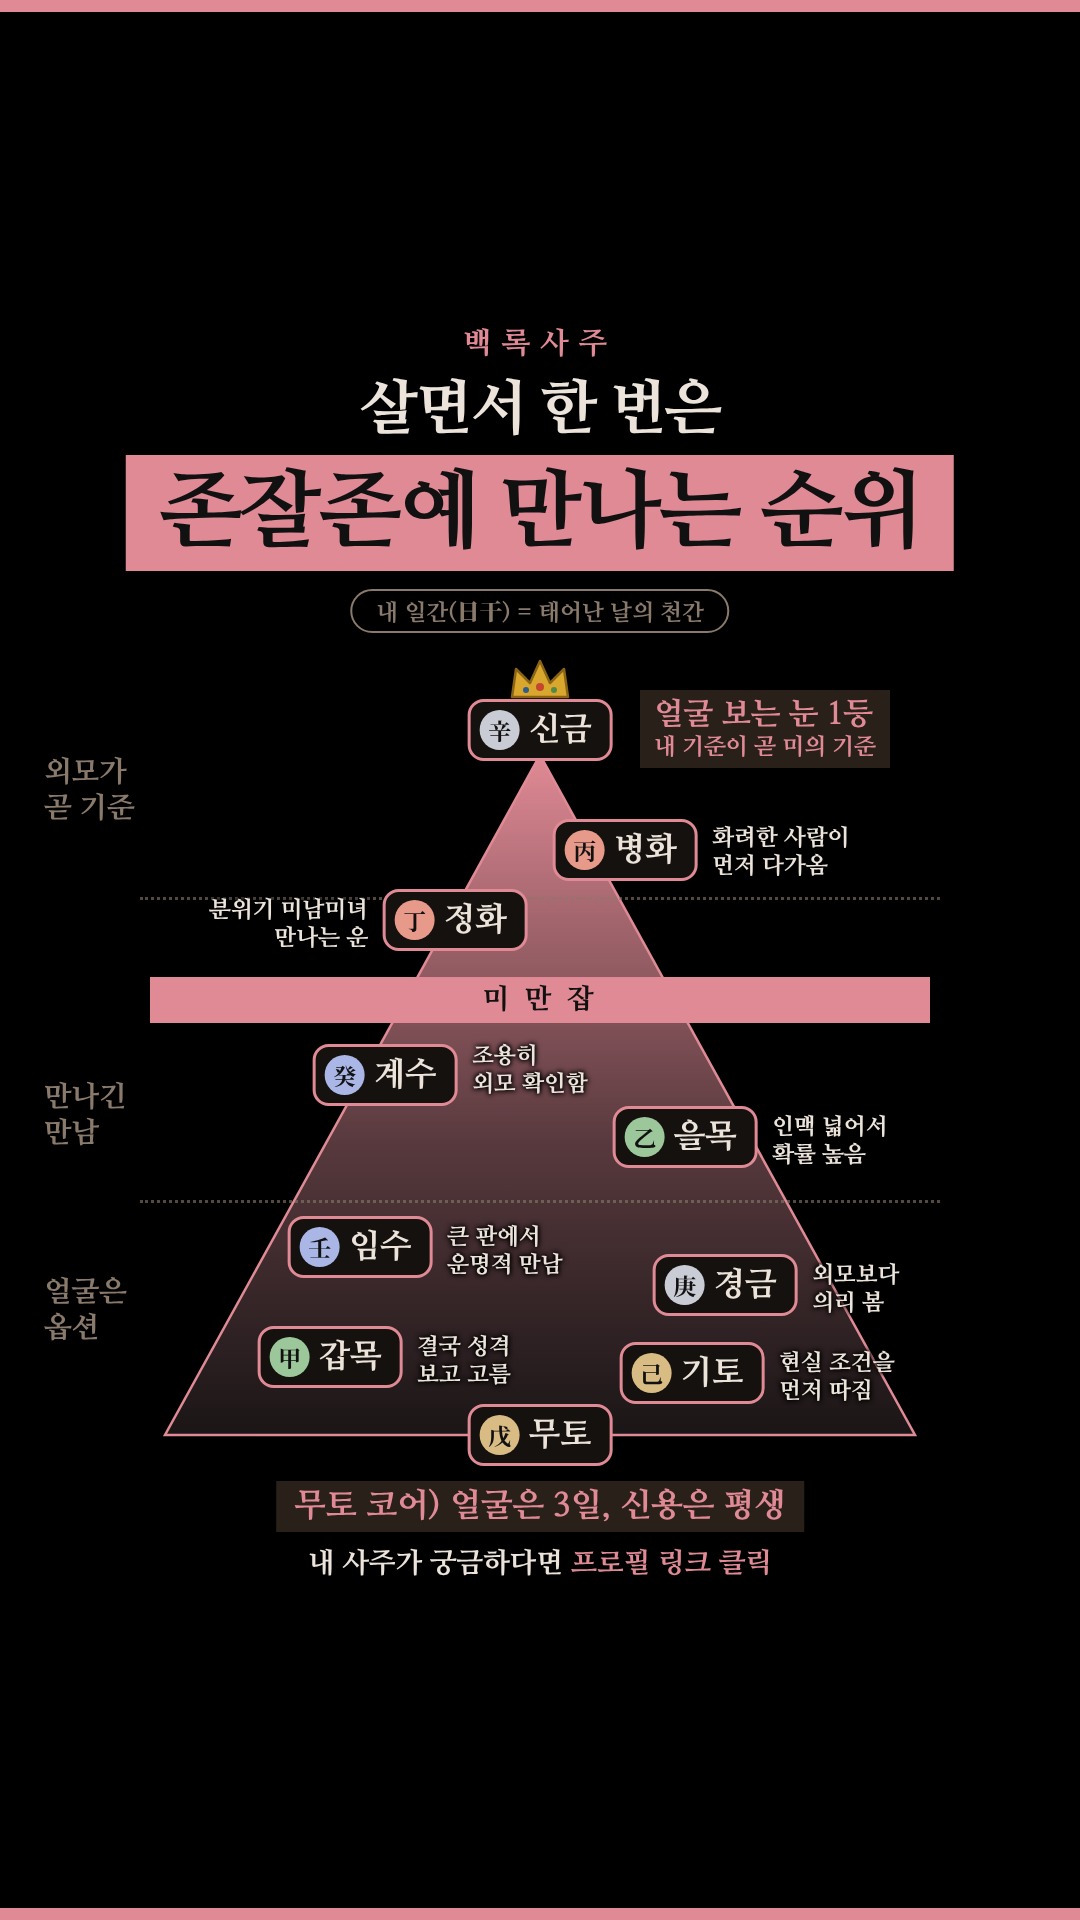 백록사주
살면서 한 번은
존잘존예 만나는 순위
내 일간(日干) = 태어난 날의 천간
辛 신금
얼굴 보는 눈 1등
내 기준이 곧 미의 기준
외모가
곧 기준
丙 병화
화려한 사람이
먼저 다가옴
분위기 미남미녀
만나는 운
丁 정화
미만잡
癸 계수
조용히
외모 확인함
만나긴
만남
乙 을목
인맥 넓어서
확률 높음
壬 임수
큰 판에서
운명적 만남
庚 경금
외모보다
의리 봄
얼굴은
옵션
甲 갑목
결국 성격
보고 고름
己 기토
현실 조건을
먼저 따짐
戊 무토
무토 코어) 얼굴은 3일, 신용은 평생
내 사주가 궁금하다면 프로필 링크 클릭